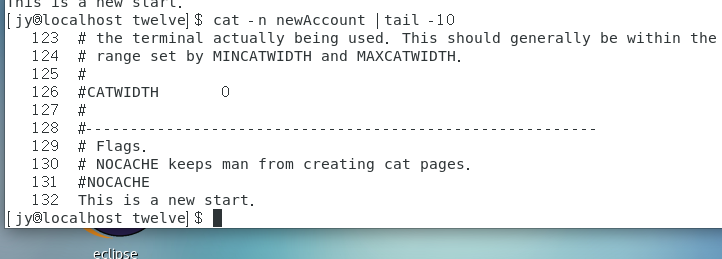 This is a new start.
[jy@localhost twelve]$ cat -n newAccount |tail -10
123 # the terminal actually being used. This should generally be within the
124 # range set by MINCATWIDTH and MAXCATWIDTH.
125 #
126 #CATWIDTH 0
127 #
128 #---------------------------------------------------------
129 # Flags.
130 # NOCACHE keeps man from creating cat pages.
131 #NOCACHE
132 This is a new start.
[jy@localhost twelve]$
eclipse